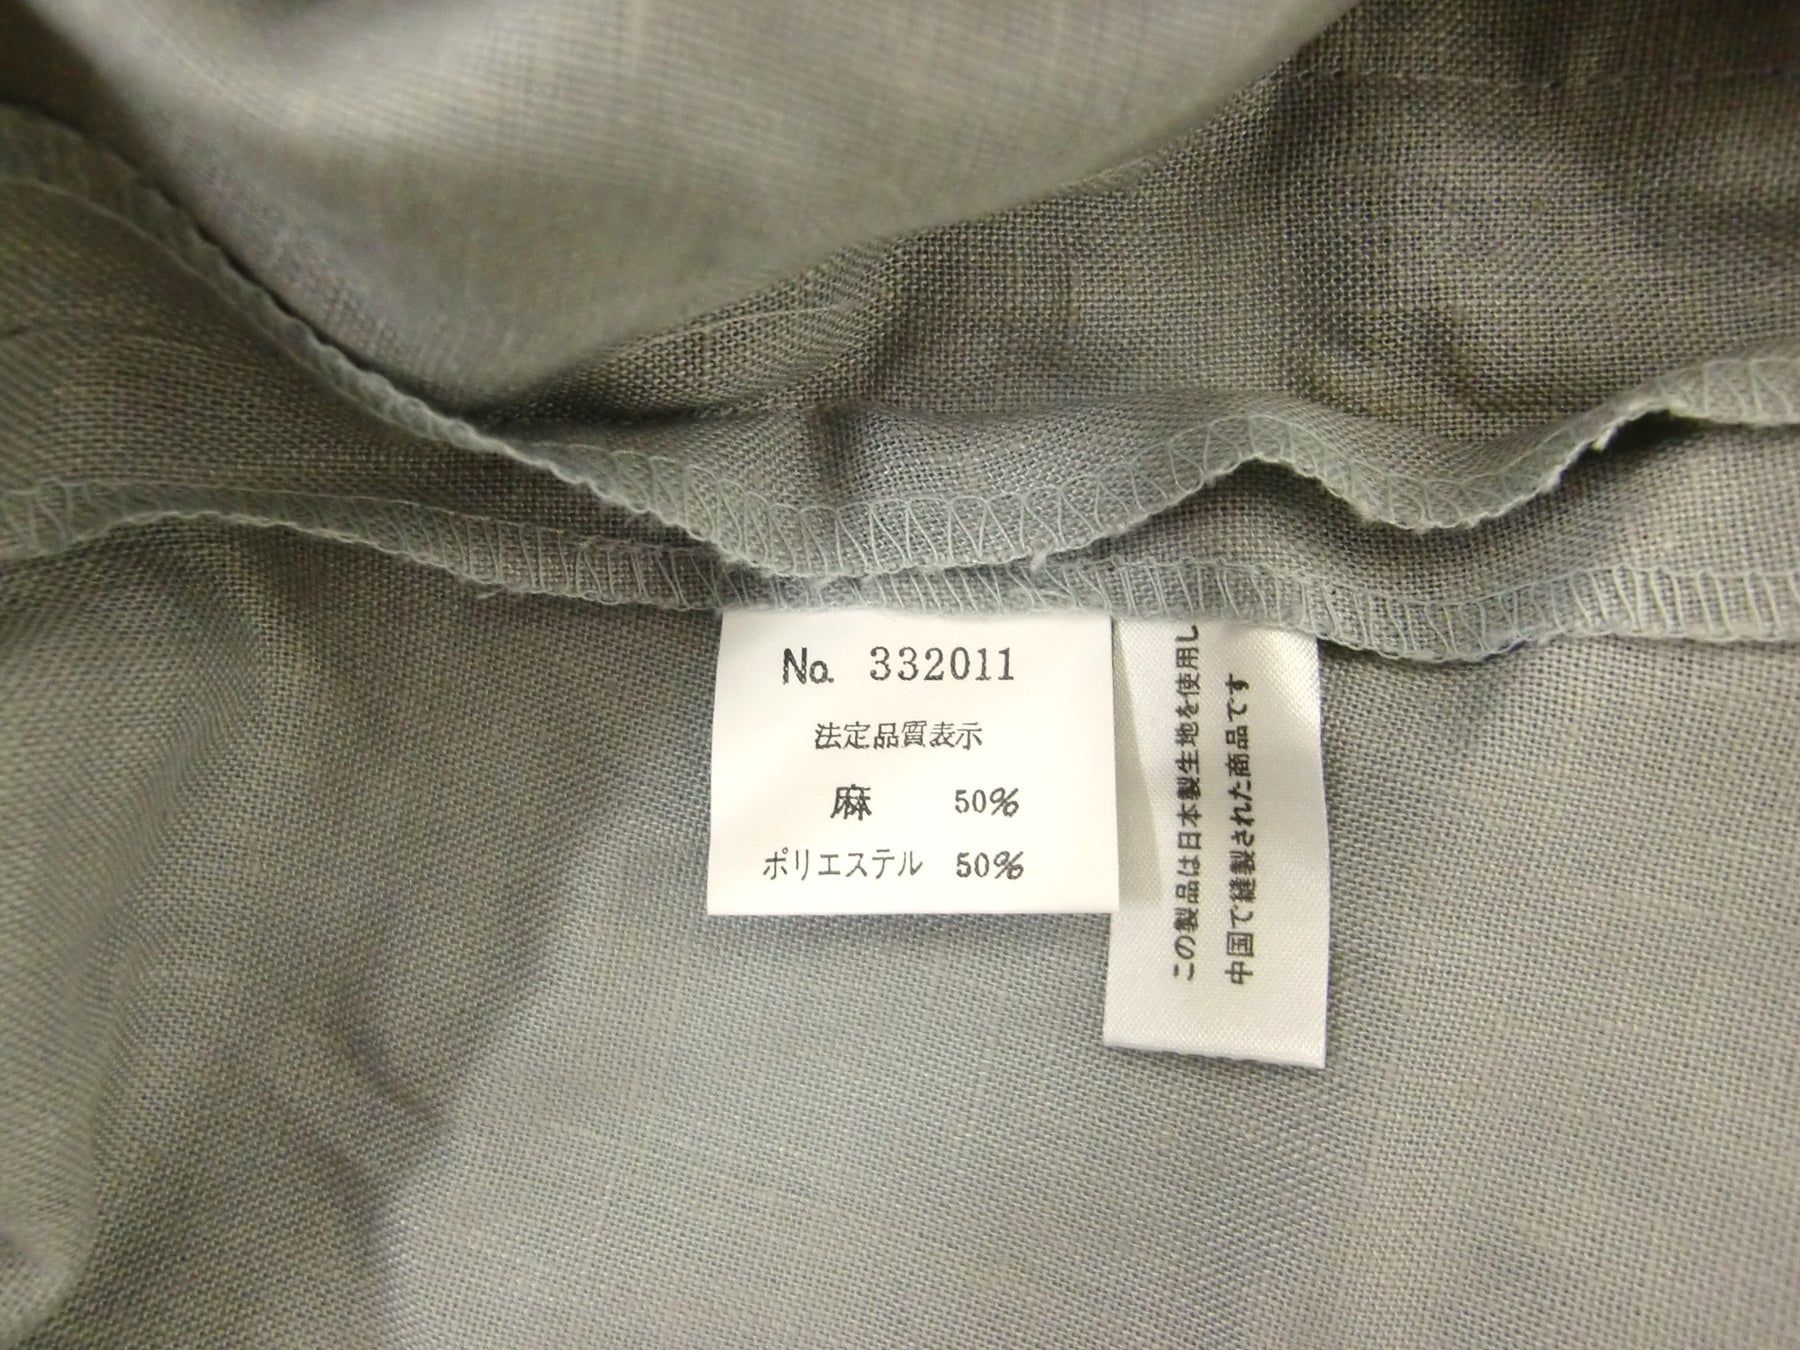 No. 332011
法定品質表示
麻 50%
ポリエステル 50%
この製品は日本製生地を使用し
中国で縫製された商品です